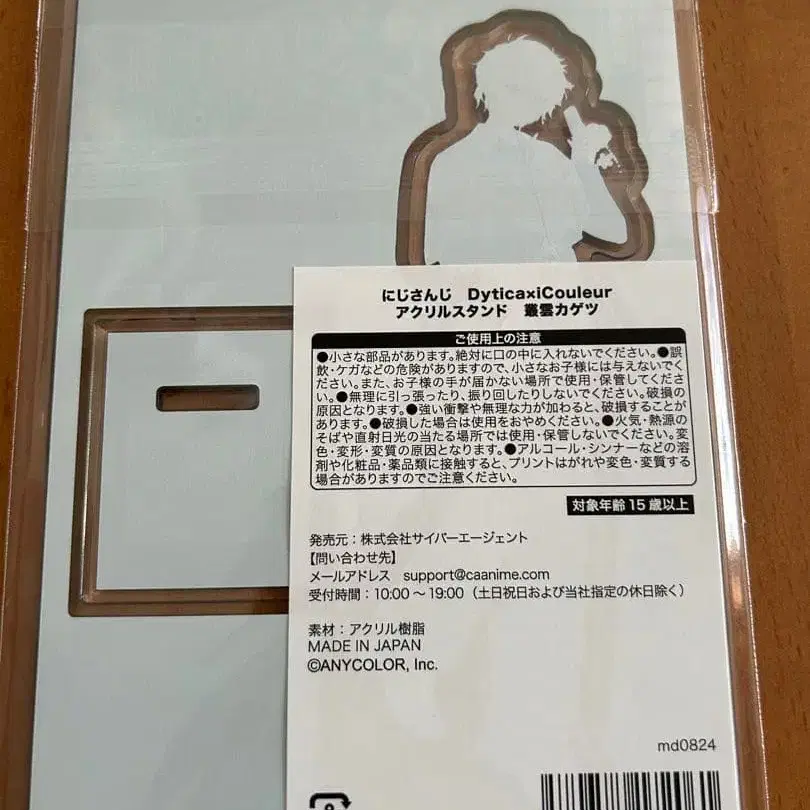 にじさんじ　Dytica×iCouleur
アクリルスタンド　叢雲カゲツ
ご使用上の注意
●小さな部品があります。絶対に口の中に入れないでください。●誤
飲・ケガなどの危険がありますので、小さなお子様には与えないでく
ださい。また、お子様の手が届かない場所で使用・保管してくださ
い。●無理に引っ張ったり、振り回したりしないでください。破損の
原因となります。●強い衝撃や無理な力が加わると、破損することが
あります。●破損した場合は使用をおやめください。●火気・熱源の
そばや直射日光の当たる場所では使用・保管しないでください。変
色・変形・変質の原因となります。●アルコール・シンナーなどの溶
剤や化粧品・薬品類に接触すると、プリントはがれや変色・変質する
場合がありますのでご注意ください。
対象年齢15歳以上
発売元：株式会社サイバーエージェント
【問い合わせ先】
メールアドレス　support@caanime.com
受付時間：10:00～19:00（土日祝日および当社指定の休日除く）
素材：アクリル樹脂
MADE IN JAPAN
©ANYCOLOR, Inc.
md0824